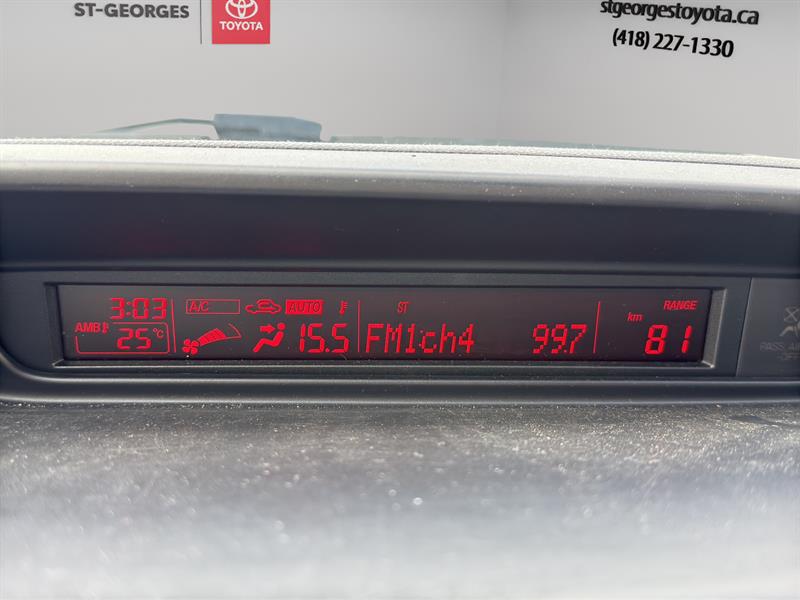 ST-GEORGES
TOYOTA
stgeorgestoyota.ca
(418) 227-1330
3:03
A/C
AUTO
ST
RANGE
AMB
25°C
15.5
FM1ch4
99.7
km
81
PASS. AIR
OFF